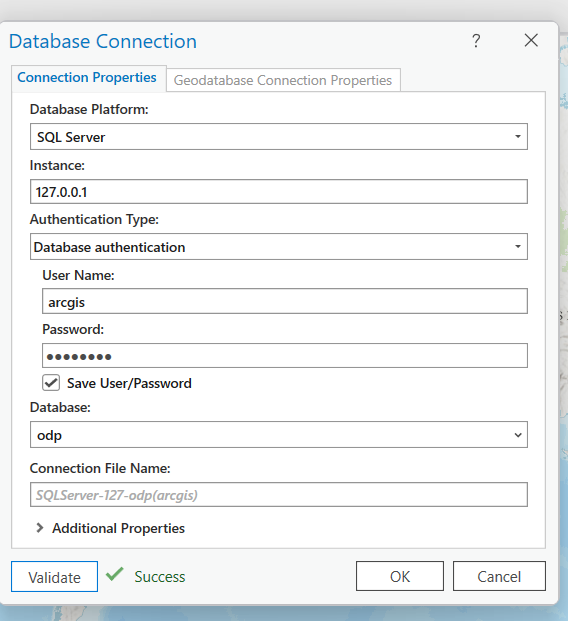 Database Connection
?
Connection Properties
Geodatabase Connection Properties
Database Platform:
SQL Server
Instance:
127.0.0.1
Authentication Type:
Database authentication
User Name:
arcgis
Password:
●●●●●●●●
Save User/Password
Database:
odp
Connection File Name:
SQLServer-127-odp(arcgis)
Additional Properties
Validate
Success
OK
Cancel